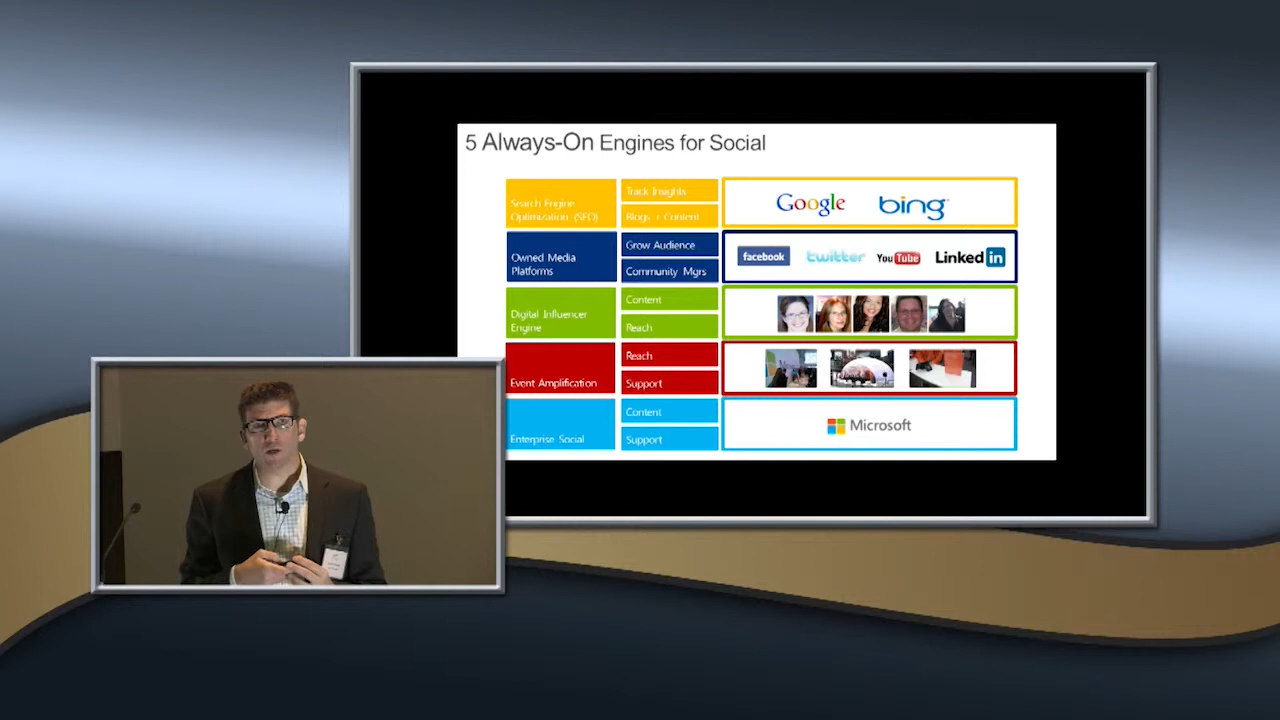 5 Always-On Engines for Social
Search Engine
Optimization (SEO)
Track Insights
Blogs + Content
Google bing
Owned Media
Platforms
Grow Audience
Community Mgrs
facebook twitter YouTube LinkedIn
Digital Influencer
Engine
Content
Reach
Event Amplification
Reach
Support
Enterprise Social
Content
Support
Microsoft